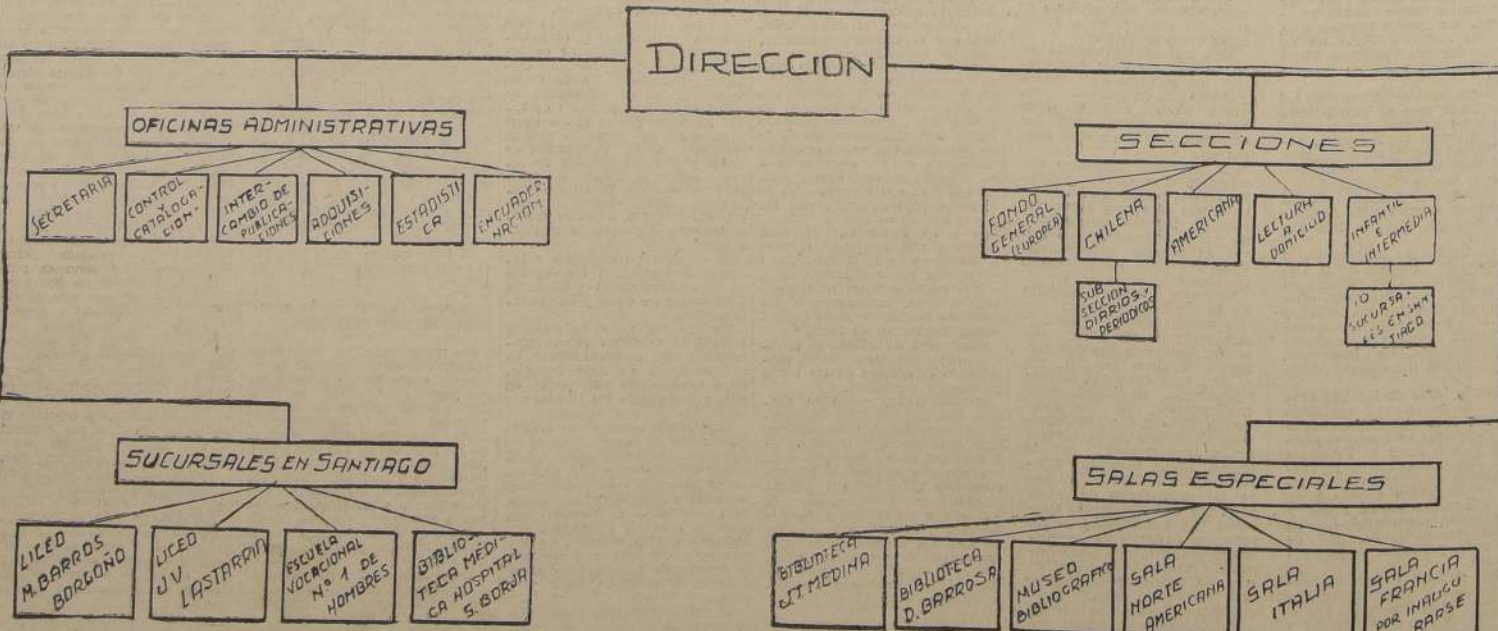 DIRECCION
OFICINAS ADMINISTRATIVAS
SECRETARIA
CONTROL
Y
CATALOGA-
CION-
INTER-
CAMBIO DE
PUBLICA-
CIONES
ADQUISI-
CIONES
ESTADISTI
CA
ENCUADER-
NACION
SECCIONES
FONDO
GENERAL
(EUROPEA)
CHILENA
AMERICANA
LECTURA
A
DOMICILIO
INFANTIL
E
INTERMEDIA
SUB
SECCION
DIARIOS Y
PERIODICOS
10
SUCURSA-
LES EN SAN
TIAGO
SUCURSALES EN SANTIAGO
LICEO
M. BARROS
BORGOÑO
LICEO
J V
LASTARRIA
ESCUELA
VOCACIONAL
Nº 1 DE
HOMBRES
BIBLIO-
TECA MÉDI-
CA HOSPITAL
S. BORJA
SALAS ESPECIALES
BIBLIOTECA
J.T. MEDINA
BIBLIOTECA
D. BARROS A
MUSEO
BIBLIOGRAFICO
SALA
NORTE
AMERICANA
SALA
ITALIA
SALA
FRANCIA
POR INAUGU
RARSE